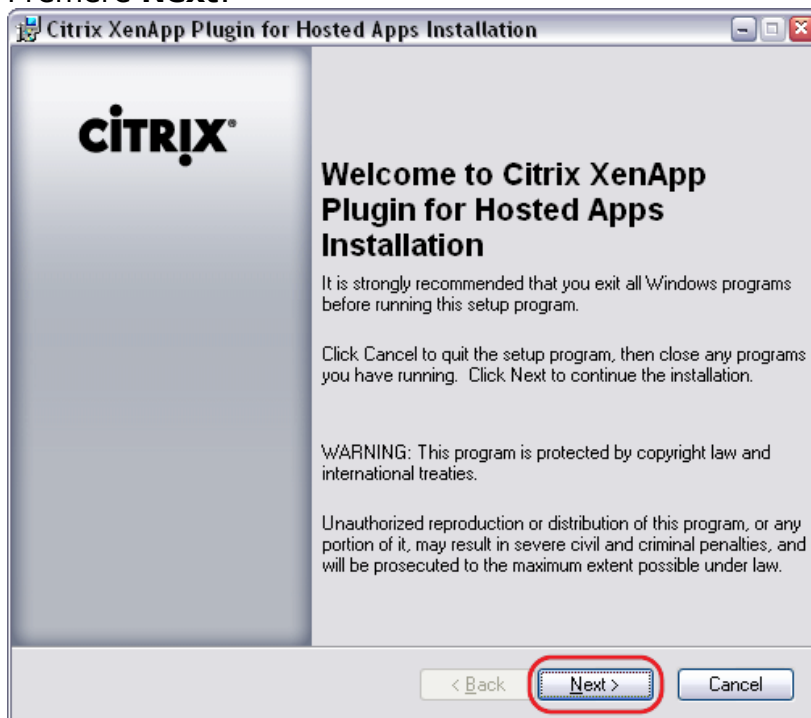 Premere Next.
Citrix XenApp Plugin for Hosted Apps Installation
CİTRIX®
Welcome to Citrix XenApp
Plugin for Hosted Apps
Installation
It is strongly recommended that you exit all Windows programs
before running this setup program.
Click Cancel to quit the setup program, then close any programs
you have running. Click Next to continue the installation.
WARNING: This program is protected by copyright law and
international treaties.
Unauthorized reproduction or distribution of this program, or any
portion of it, may result in severe civil and criminal penalties, and
will be prosecuted to the maximum extent possible under law.
< Back Next > Cancel